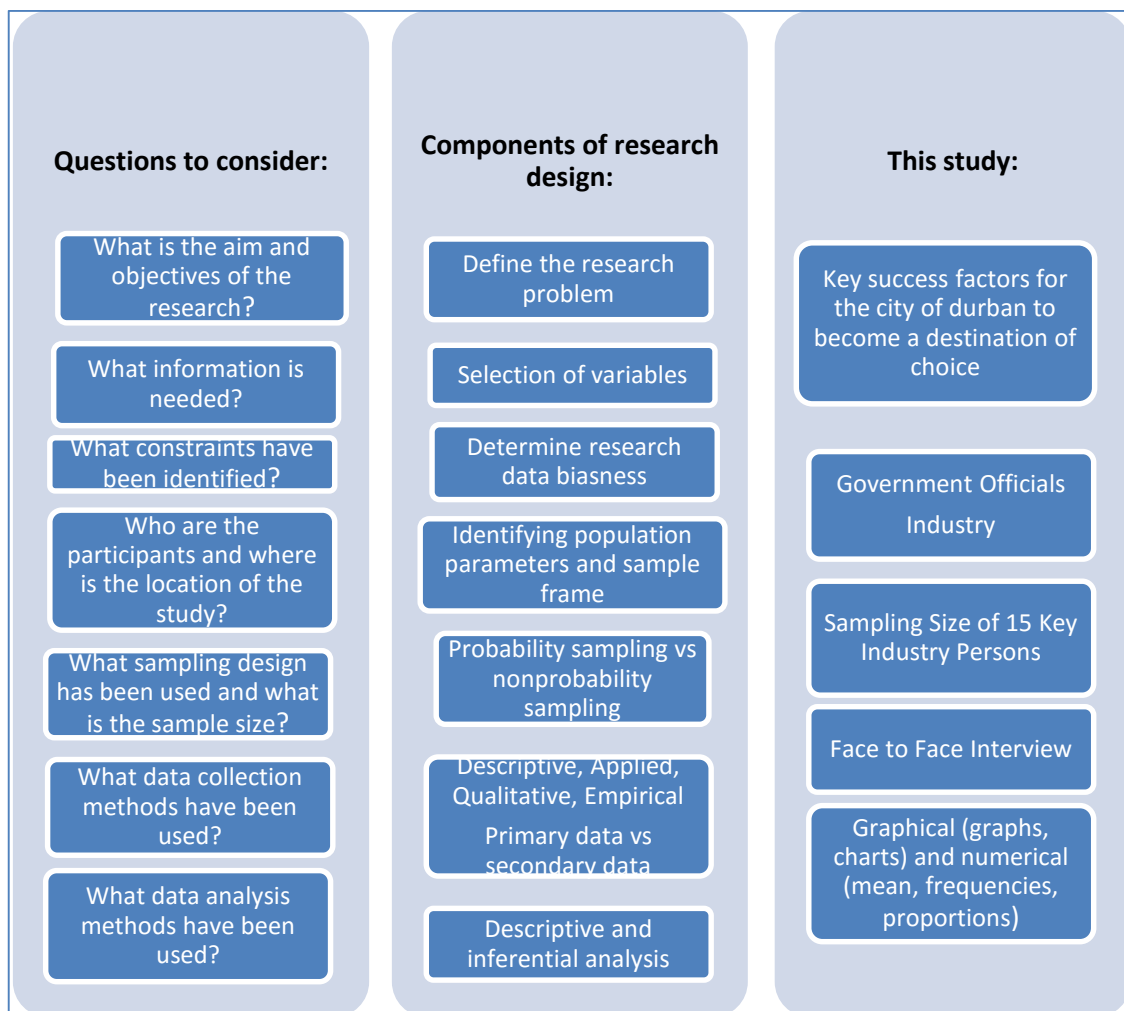 Questions to consider:
What is the aim and
objectives of the
research?
What information is
needed?
What constraints have
been identified?
Who are the
participants and where
is the location of the
study?
What sampling design
has been used and what
is the sample size?
What data collection
methods have been
used?
What data analysis
methods have been
used?
Components of research
design:
Define the research
problem
Selection of variables
Determine research
data biasness
Identifying population
parameters and sample
frame
Probability sampling vs
nonprobability
sampling
Descriptive, Applied,
Qualitative, Empirical
Primary data vs
secondary data
Descriptive and
inferential analysis
This study:
Key success factors for
the city of durban to
become a destination of
choice
Government Officials
Industry
Sampling Size of 15 Key
Industry Persons
Face to Face Interview
Graphical (graphs,
charts) and numerical
(mean, frequencies,
proportions)